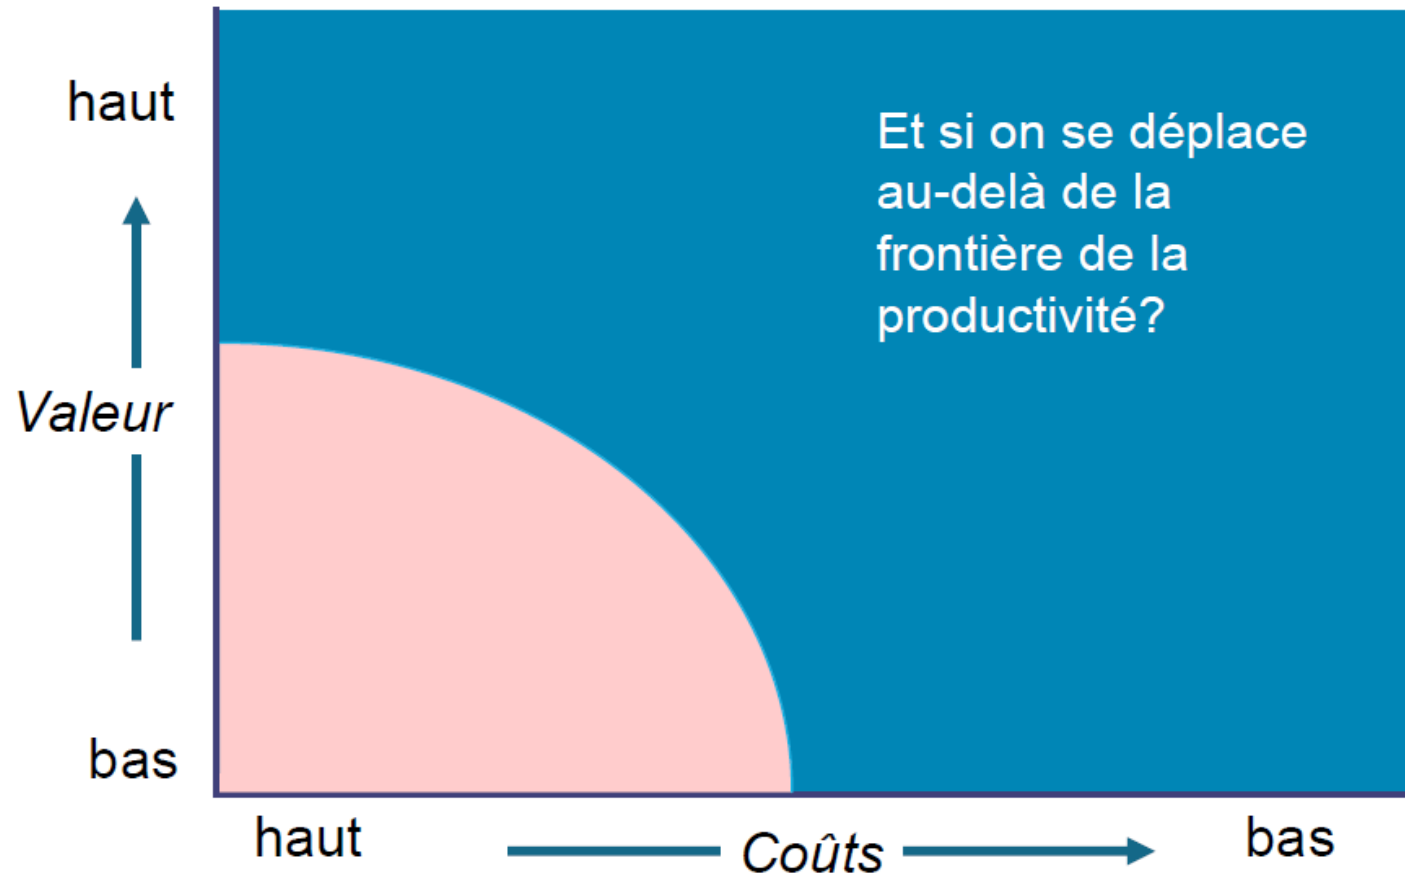 haut
Et si on se déplace
au-delà de la
frontière de la
productivité?
Valeur
bas
haut
Coûts
bas